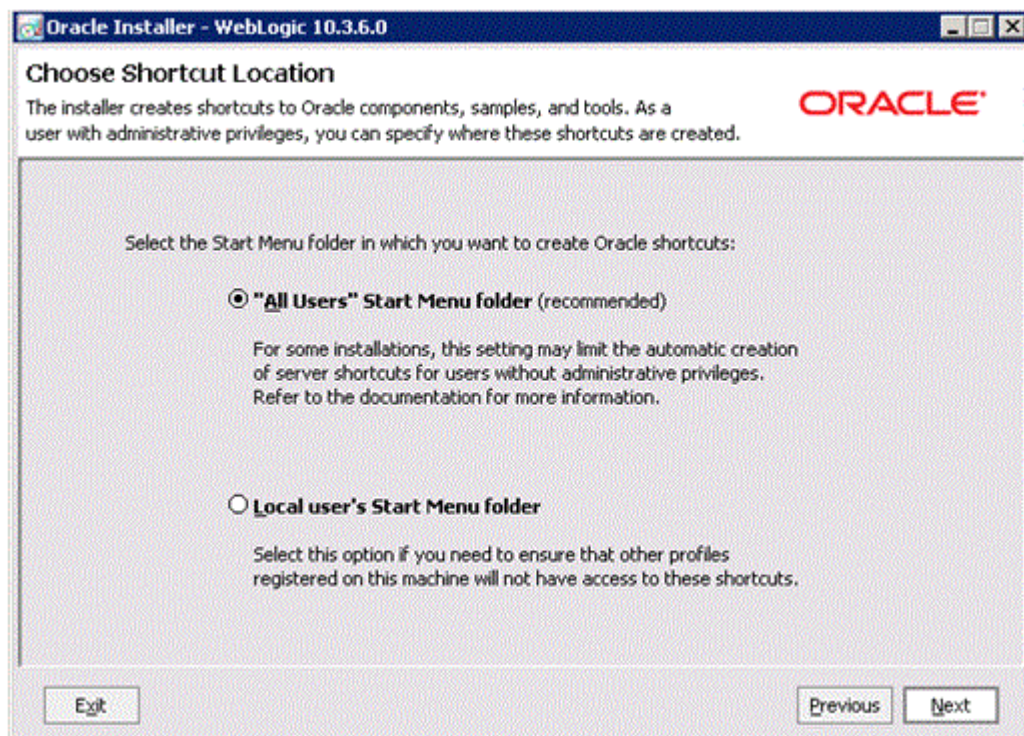 Oracle Installer - WebLogic 10.3.6.0
Choose Shortcut Location
The installer creates shortcuts to Oracle components, samples, and tools. As a
user with administrative privileges, you can specify where these shortcuts are created.
ORACLE
Select the Start Menu folder in which you want to create Oracle shortcuts:
"All Users" Start Menu folder (recommended)
For some installations, this setting may limit the automatic creation
of server shortcuts for users without administrative privileges.
Refer to the documentation for more information.
Local user's Start Menu folder
Select this option if you need to ensure that other profiles
registered on this machine will not have access to these shortcuts.
Exit
Previous
Next